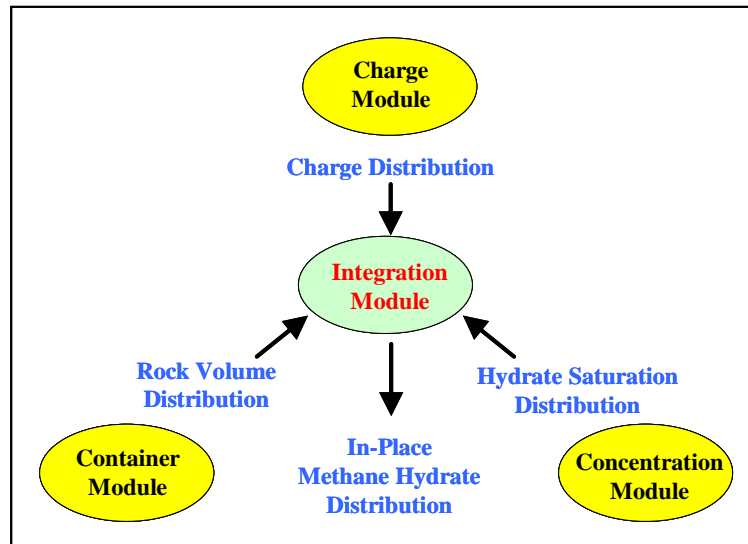 Charge
Module
Charge Distribution
Integration
Module
Rock Volume
Distribution
Hydrate Saturation
Distribution
Container
Module
In-Place
Methane Hydrate
Distribution
Concentration
Module